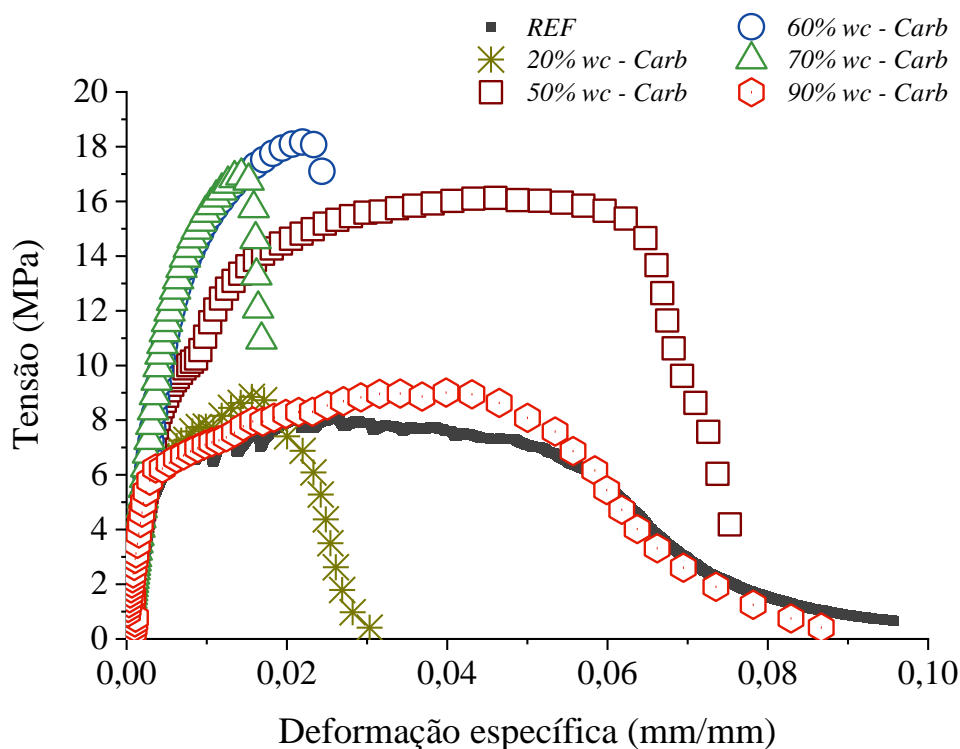 REF
60% wc - Carb
20% wc - Carb
70% wc - Carb
50% wc - Carb
90% wc - Carb
20
18
16
14
12
10
8
6
4
2
0
Tensão (MPa)
0,00 0,02 0,04 0,06 0,08 0,10
Deformação específica (mm/mm)